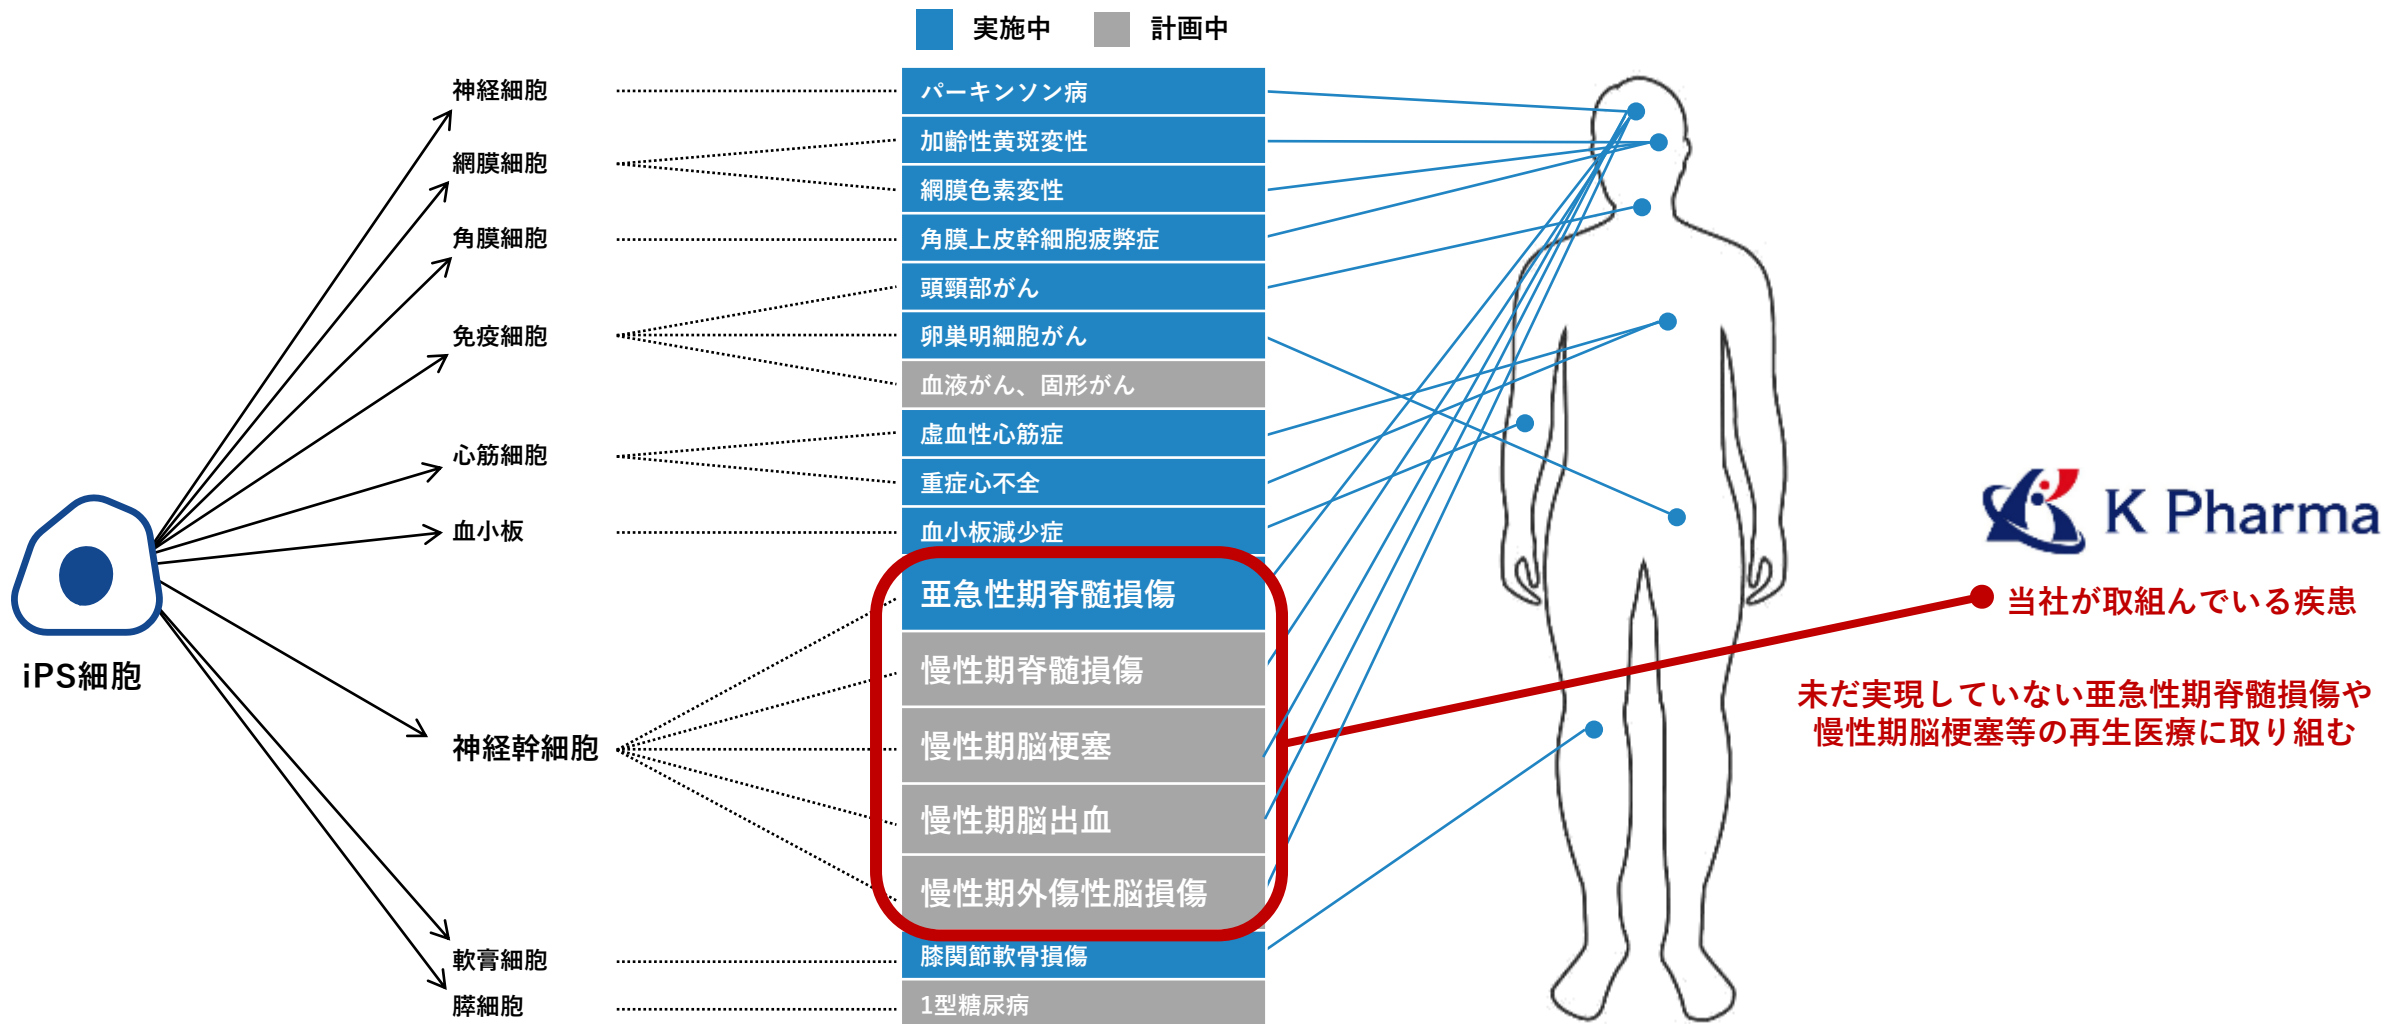 実施中
計画中
神経細胞
網膜細胞
角膜細胞
免疫細胞
心筋細胞
血小板
神経幹細胞
軟膏細胞
膵細胞
iPS細胞
パーキンソン病
加齢性黄斑変性
網膜色素変性
角膜上皮幹細胞疲弊症
頭頸部がん
卵巣明細胞がん
血液がん、固形がん
虚血性心筋症
重症心不全
血小板減少症
亜急性期脊髄損傷
慢性期脊髄損傷
慢性期脳梗塞
慢性期脳出血
慢性期外傷性脳損傷
膝関節軟骨損傷
1型糖尿病
K Pharma
当社が取組んでいる疾患
未だ実現していない亜急性期脊髄損傷や
慢性期脳梗塞等の再生医療に取り組む